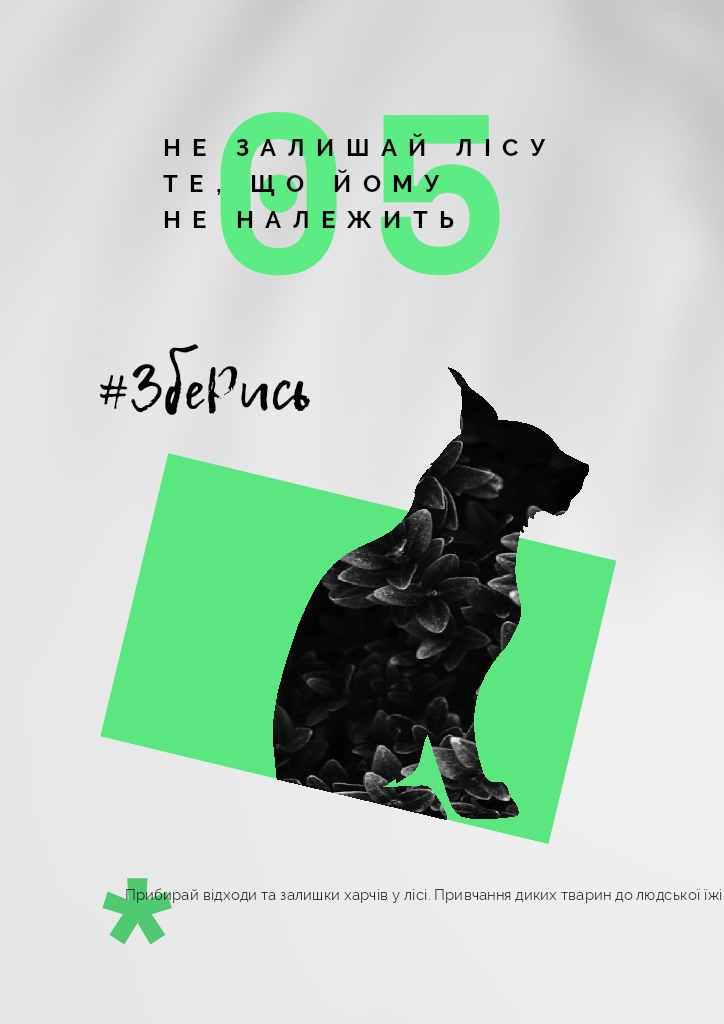 05
НЕ ЗАЛИШАЙ ЛІСУ
ТЕ, ЩО ЙОМУ
НЕ НАЛЕЖИТЬ
#ЗбеРись
* Прибирай відходи та залишки харчів у лісі. Привчання диких тварин до людської їжі